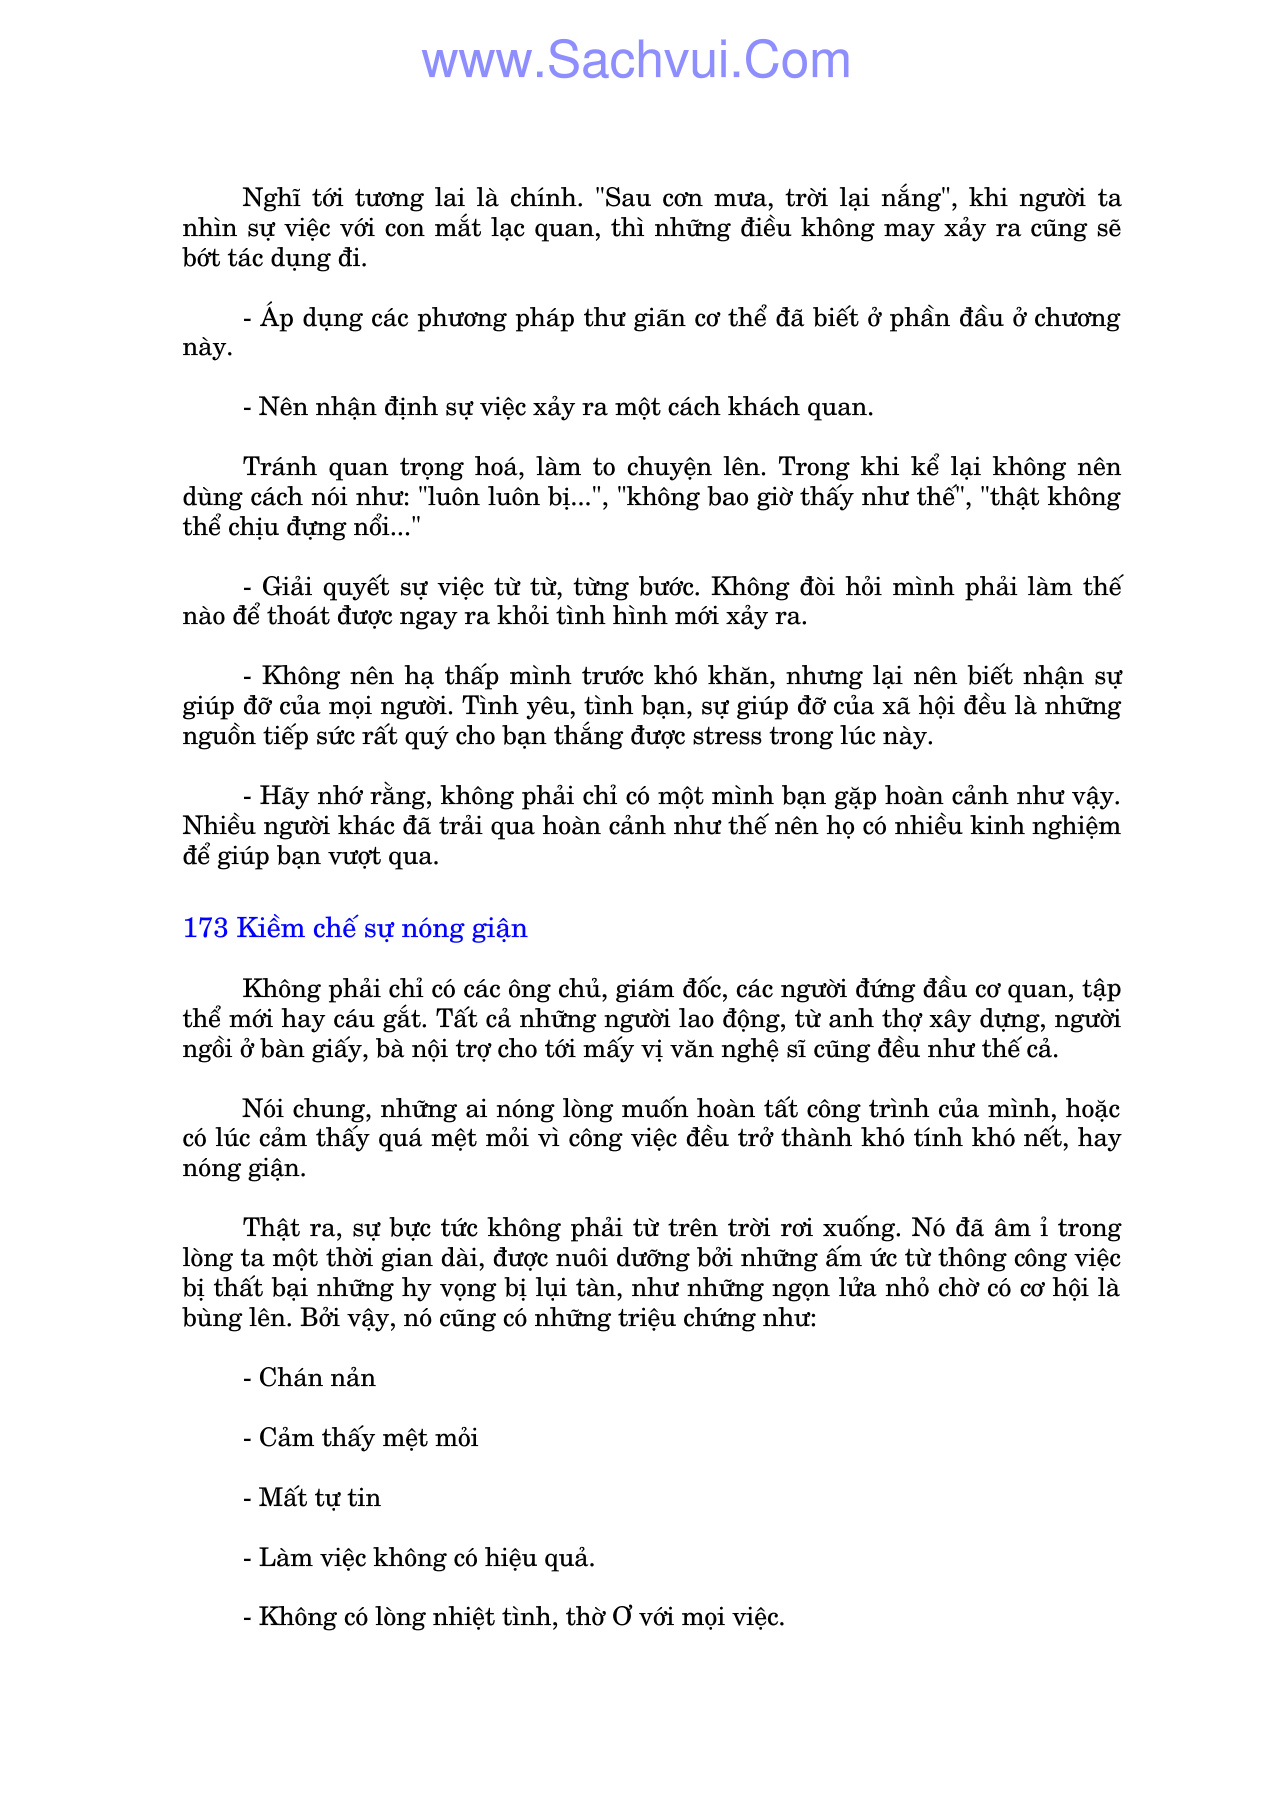 www.Sachvui.Com
Nghĩ tới tương lai là chính. "Sau cơn mưa, trời lại nắng", khi người ta
nhìn sự việc với con mắt lạc quan, thì những điều không may xảy ra cũng sẽ
bớt tác dụng đi.
- Áp dụng các phương pháp thư giãn cơ thể đã biết ở phần đầu ở chương
này.
- Nên nhận định sự việc xảy ra một cách khách quan.
Tránh quan trọng hoá, làm to chuyện lên. Trong khi kể lại không nên
dùng cách nói như: "luôn luôn bị...", "không bao giờ thấy như thế", "thật không
thể chịu đựng nổi..."
- Giải quyết sự việc từ từ, từng bước. Không đòi hỏi mình phải làm thế
nào để thoát được ngay ra khỏi tình hình mới xảy ra.
- Không nên hạ thấp mình trước khó khăn, nhưng lại nên biết nhận sự
giúp đỡ của mọi người. Tình yêu, tình bạn, sự giúp đỡ của xã hội đều là những
nguồn tiếp sức rất quý cho bạn thắng được stress trong lúc này.
- Hãy nhớ rằng, không phải chỉ có một mình bạn gặp hoàn cảnh như vậy.
Nhiều người khác đã trải qua hoàn cảnh như thế nên họ có nhiều kinh nghiệm
để giúp bạn vượt qua.
173 Kiềm chế sự nóng giận
Không phải chỉ có các ông chủ, giám đốc, các người đứng đầu cơ quan, tập
thể mới hay cáu gắt. Tất cả những người lao động, từ anh thợ xây dựng, người
ngồi ở bàn giấy, bà nội trợ cho tới mấy vị văn nghệ sĩ cũng đều như thế cả.
Nói chung, những ai nóng lòng muốn hoàn tất công trình của mình, hoặc
có lúc cảm thấy quá mệt mỏi vì công việc đều trở thành khó tính khó nết, hay
nóng giận.
Thật ra, sự bực tức không phải từ trên trời rơi xuống. Nó đã âm ỉ trong
lòng ta một thời gian dài, được nuôi dưỡng bởi những ấm ức từ thông công việc
bị thất bại những hy vọng bị lụi tàn, như những ngọn lửa nhỏ chờ có cơ hội là
bùng lên. Bởi vậy, nó cũng có những triệu chứng như:
- Chán nản
- Cảm thấy mệt mỏi
- Mất tự tin
- Làm việc không có hiệu quả.
- Không có lòng nhiệt tình, thờ Ơ với mọi việc.